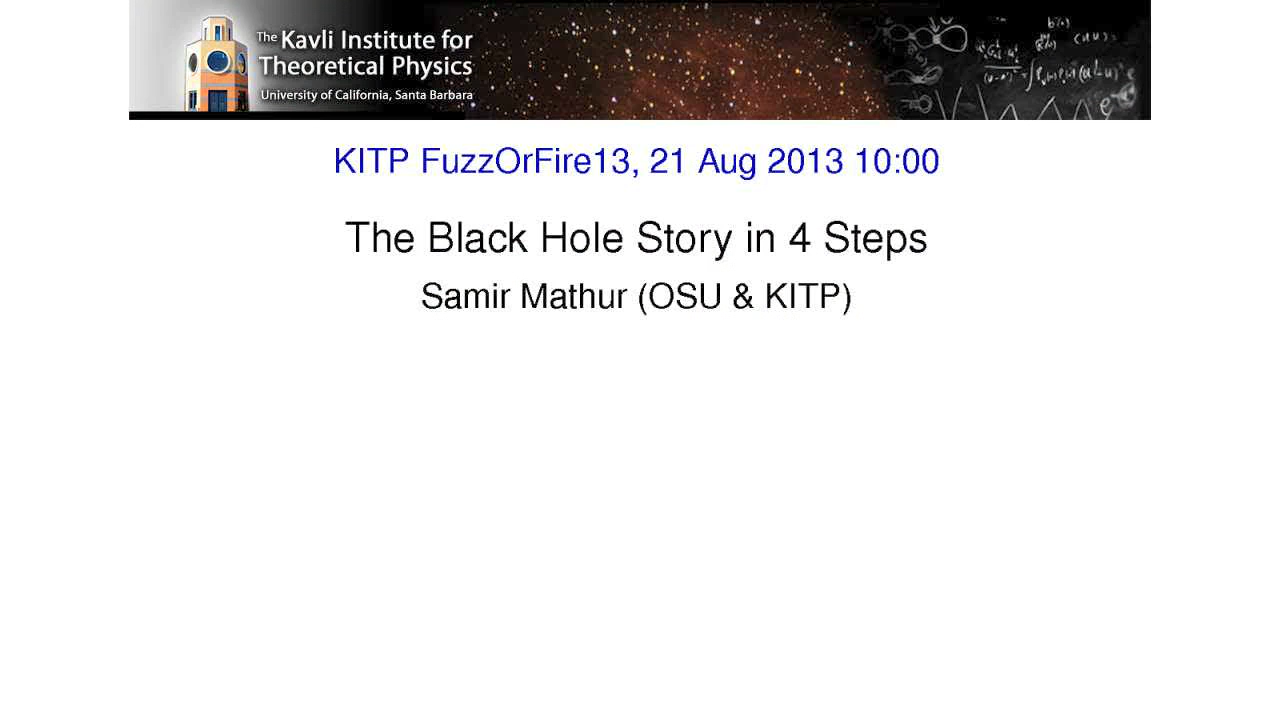 The Kavli Institute for
Theoretical Physics
University of California, Santa Barbara
KITP FuzzOrFire13, 21 Aug 2013 10:00
The Black Hole Story in 4 Steps
Samir Mathur (OSU & KITP)